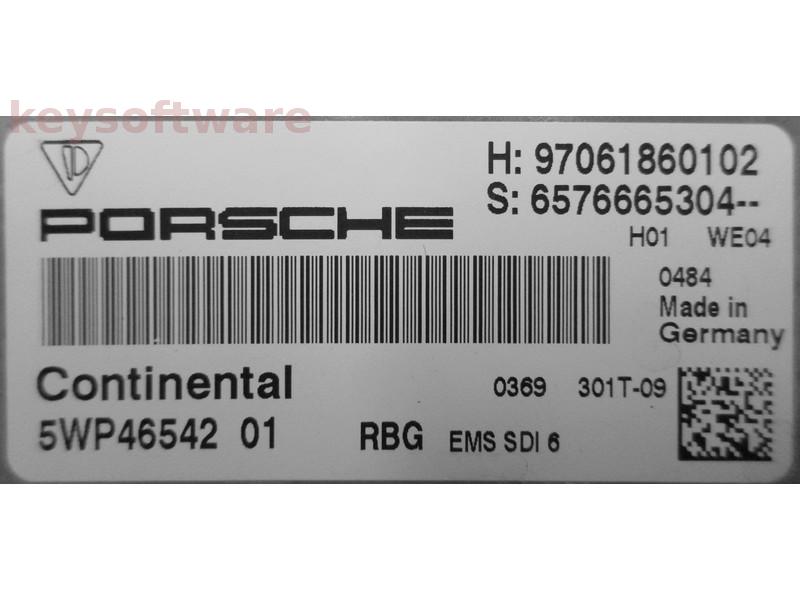 keysoftware
H: 97061860102
PORSCHE
S: 6576665304--
H01 WE04
0484
Made in
Germany
Continental
0369 301T-09
5WP46542 01 RBG EMS SDI 6